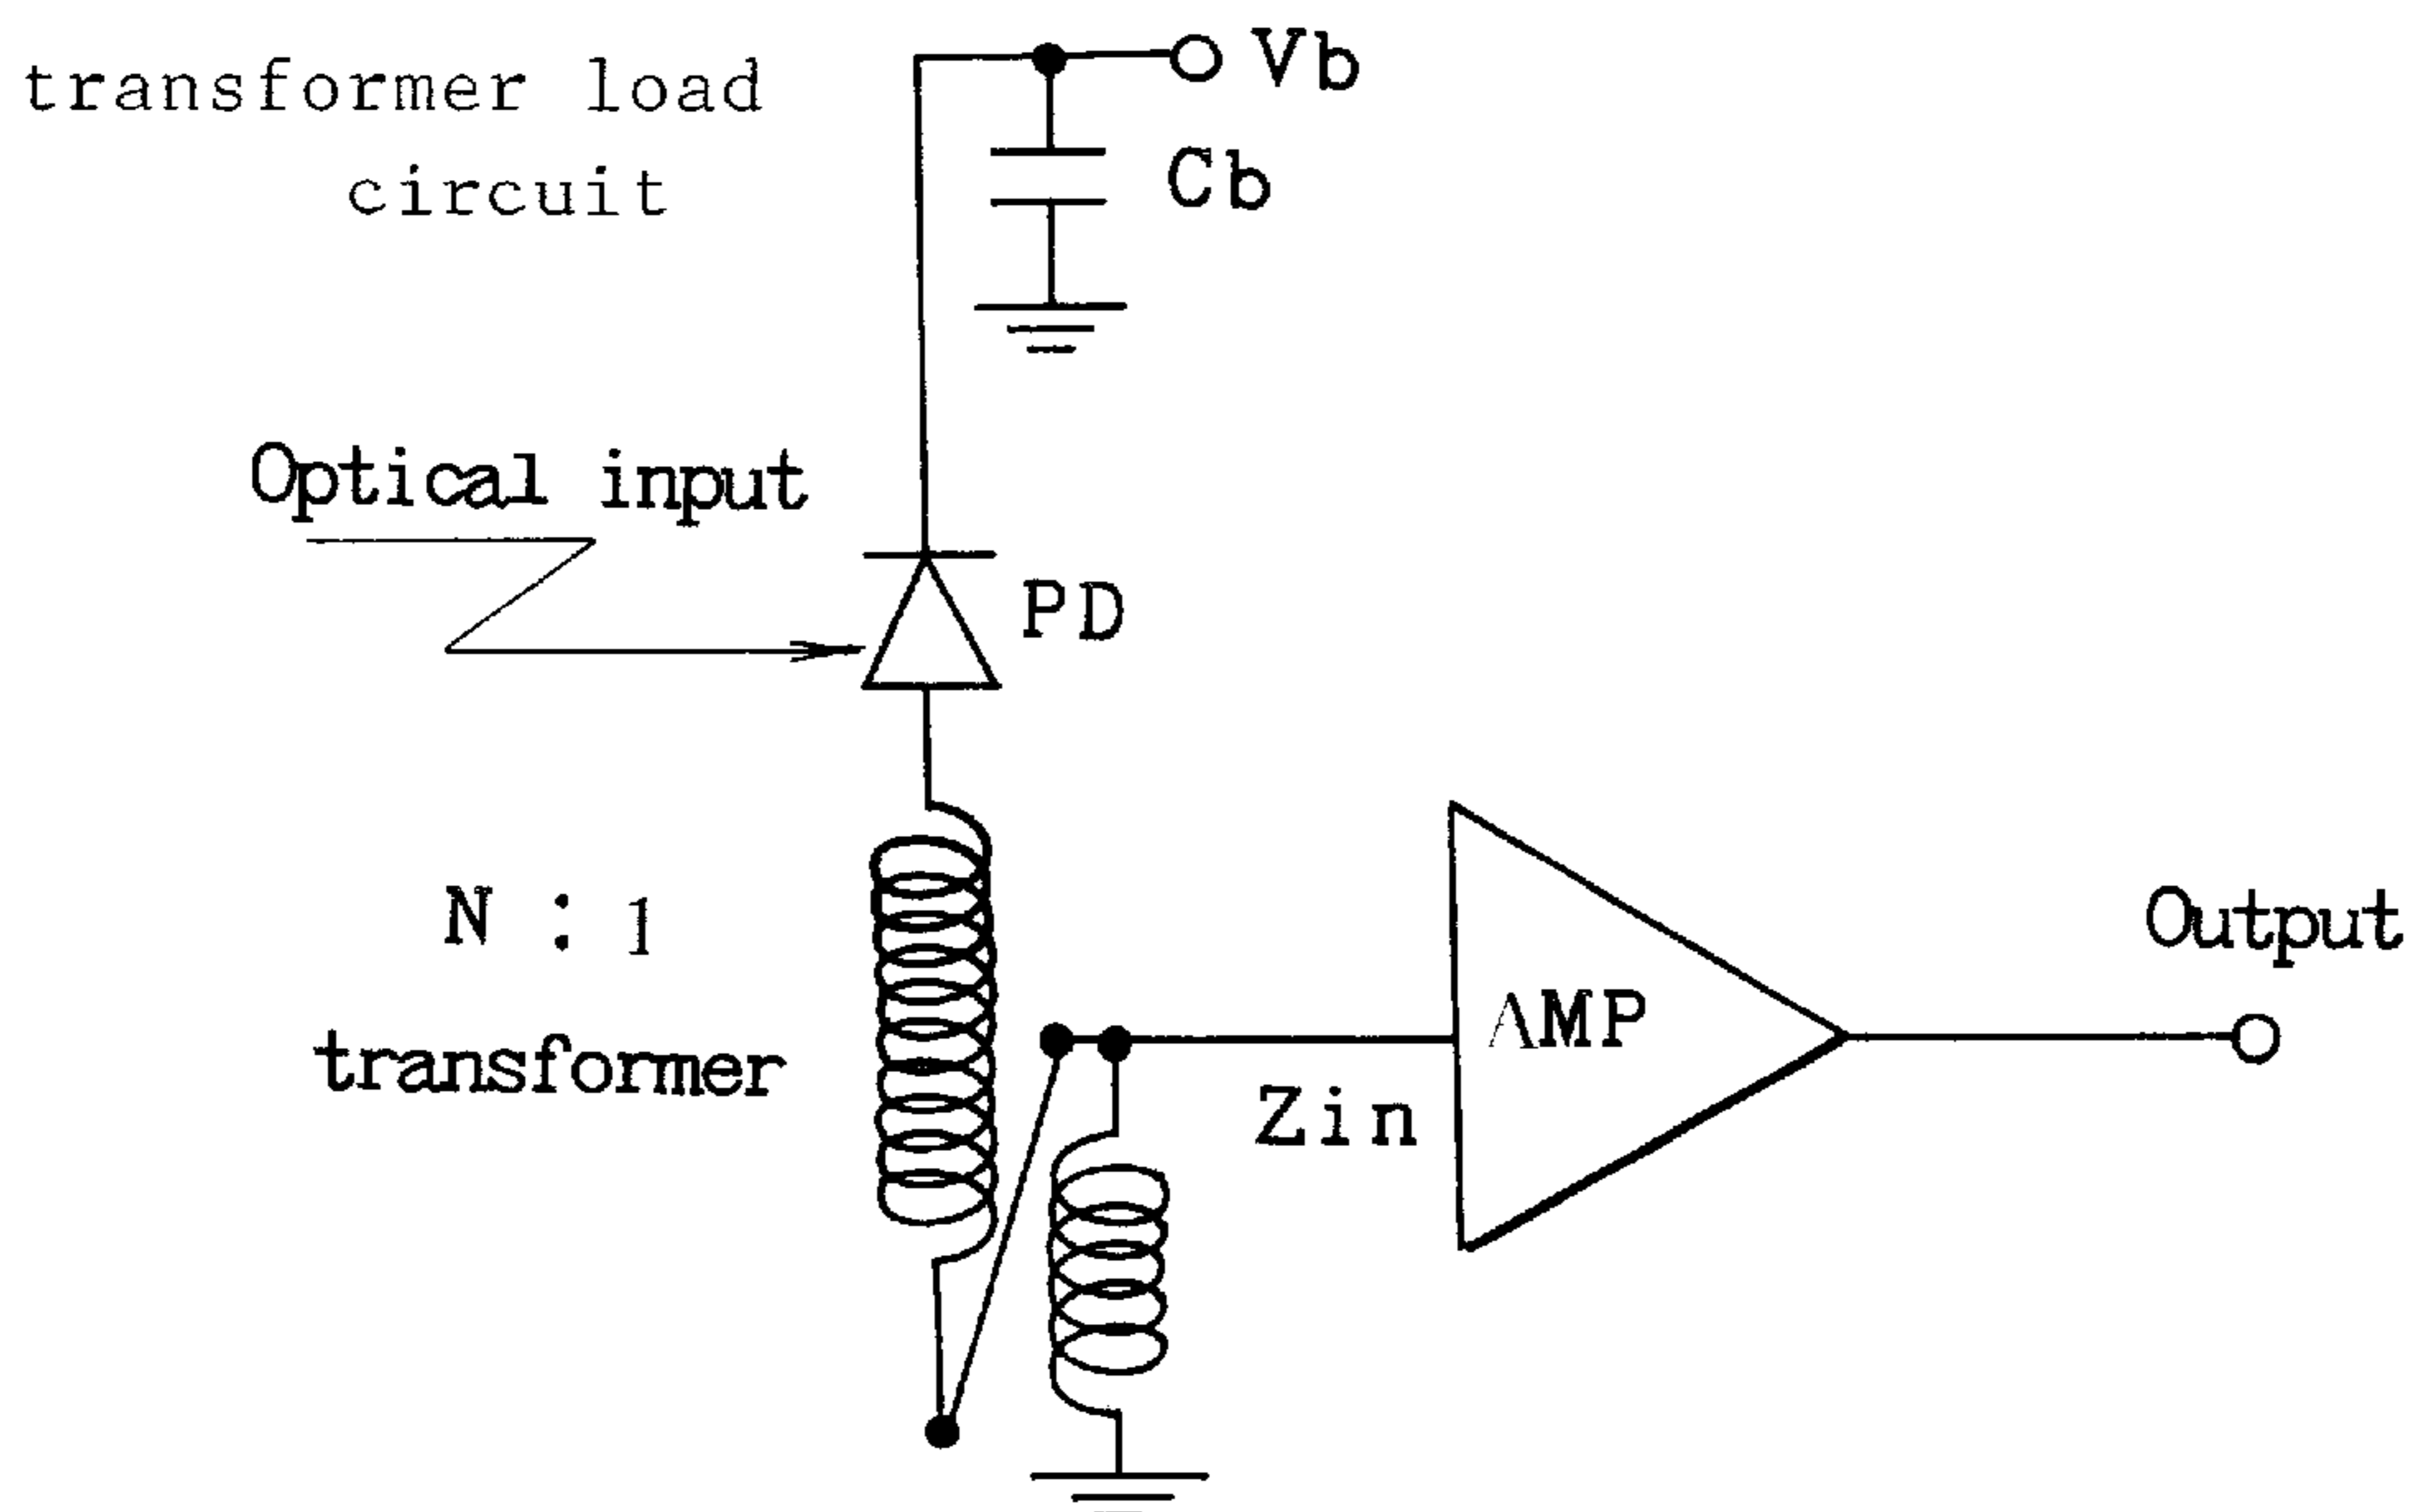 transformer load
circuit
Vb
Cb
Optical input
PD
N : 1
transformer
AMP
Zin
Output